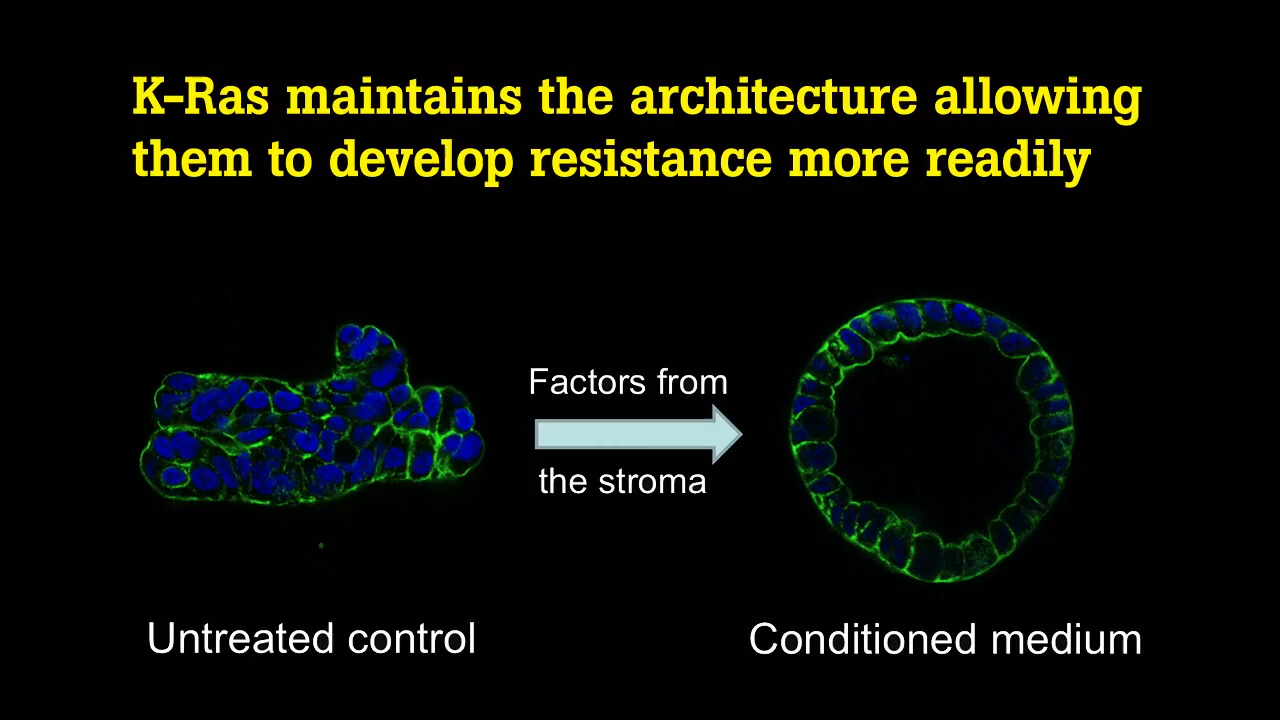 K–Ras maintains the architecture allowing
them to develop resistance more readily
Factors from
the stroma
Untreated control
Conditioned medium